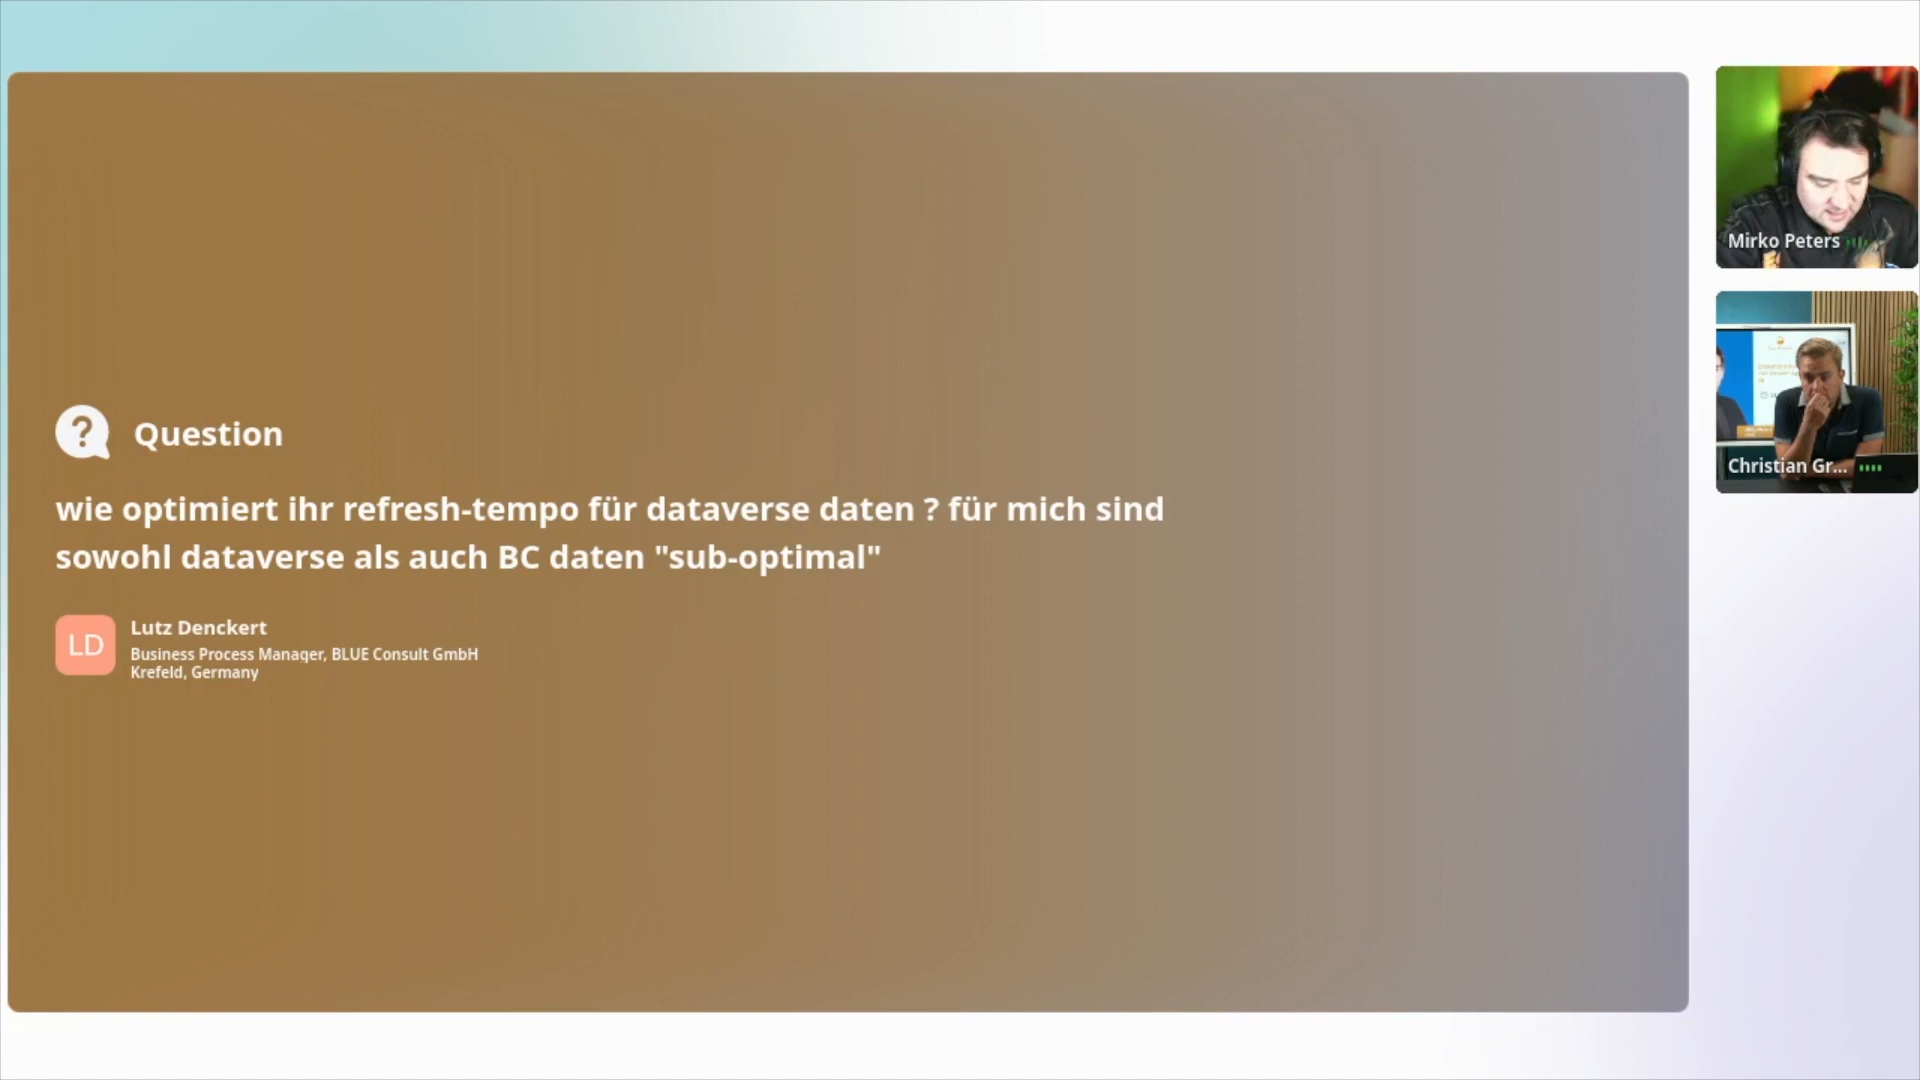 Question
wie optimiert ihr refresh-tempo für dataverse daten ? für mich sind
sowohl dataverse als auch BC daten "sub-optimal"
LD
Lutz Denckert
Business Process Manager, BLUE Consult GmbH
Krefeld, Germany
Mirko Peters
Christian Gr...